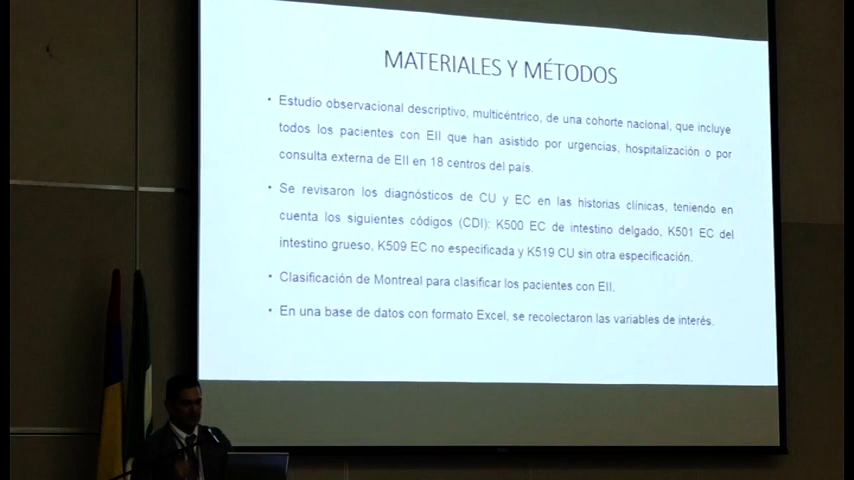 MATERIALES Y MÉTODOS
• Estudio observacional descriptivo, multicéntrico, de una cohorte nacional, que incluye
todos los pacientes con EII que han asistido por urgencias, hospitalización o por
consulta externa de EII en 18 centros del país.
• Se revisaron los diagnósticos de CU y EC en las historias clínicas, teniendo en
cuenta los siguientes códigos (CDI): K500 EC de intestino delgado, K501 EC del
intestino grueso, K509 EC no especificada y K519 CU sin otra especificación.
• Clasificación de Montreal para clasificar los pacientes con EII.
• En una base de datos con formato Excel, se recolectaron las variables de interés.